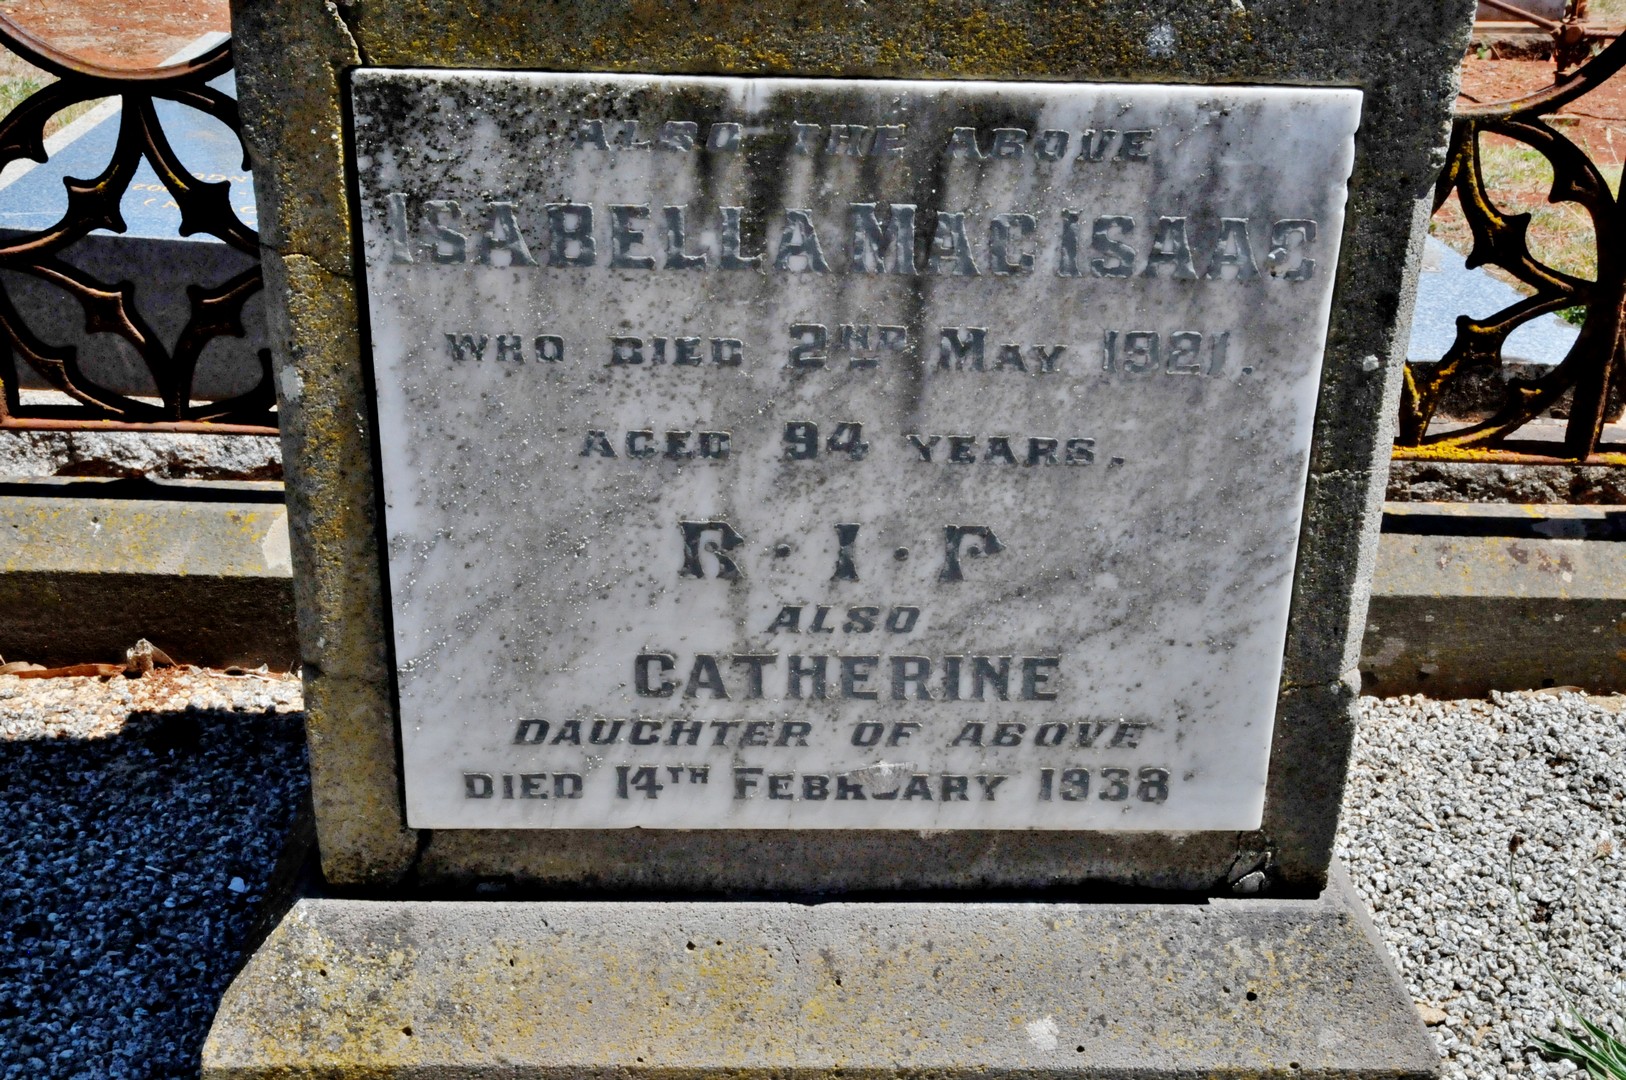 ALSO THE ABOVE
ISABELLA MACISAAC
WHO DIED 2ND MAY 1921.
AGED 94 YEARS.
R·I·P
ALSO
CATHERINE
DAUGHTER OF ABOVE
DIED 14TH FEBRUARY 1938